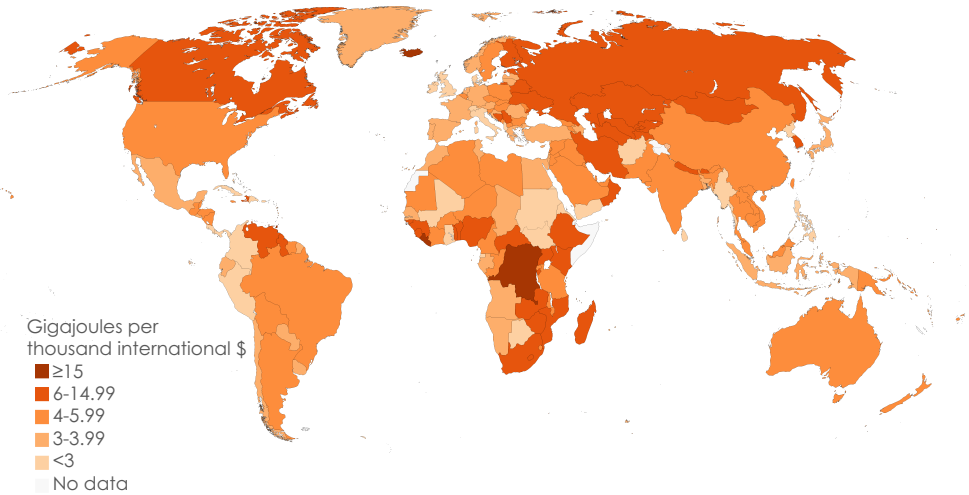 Gigajoules per
thousand international $
≥15
6-14.99
4-5.99
3-3.99
<3
No data